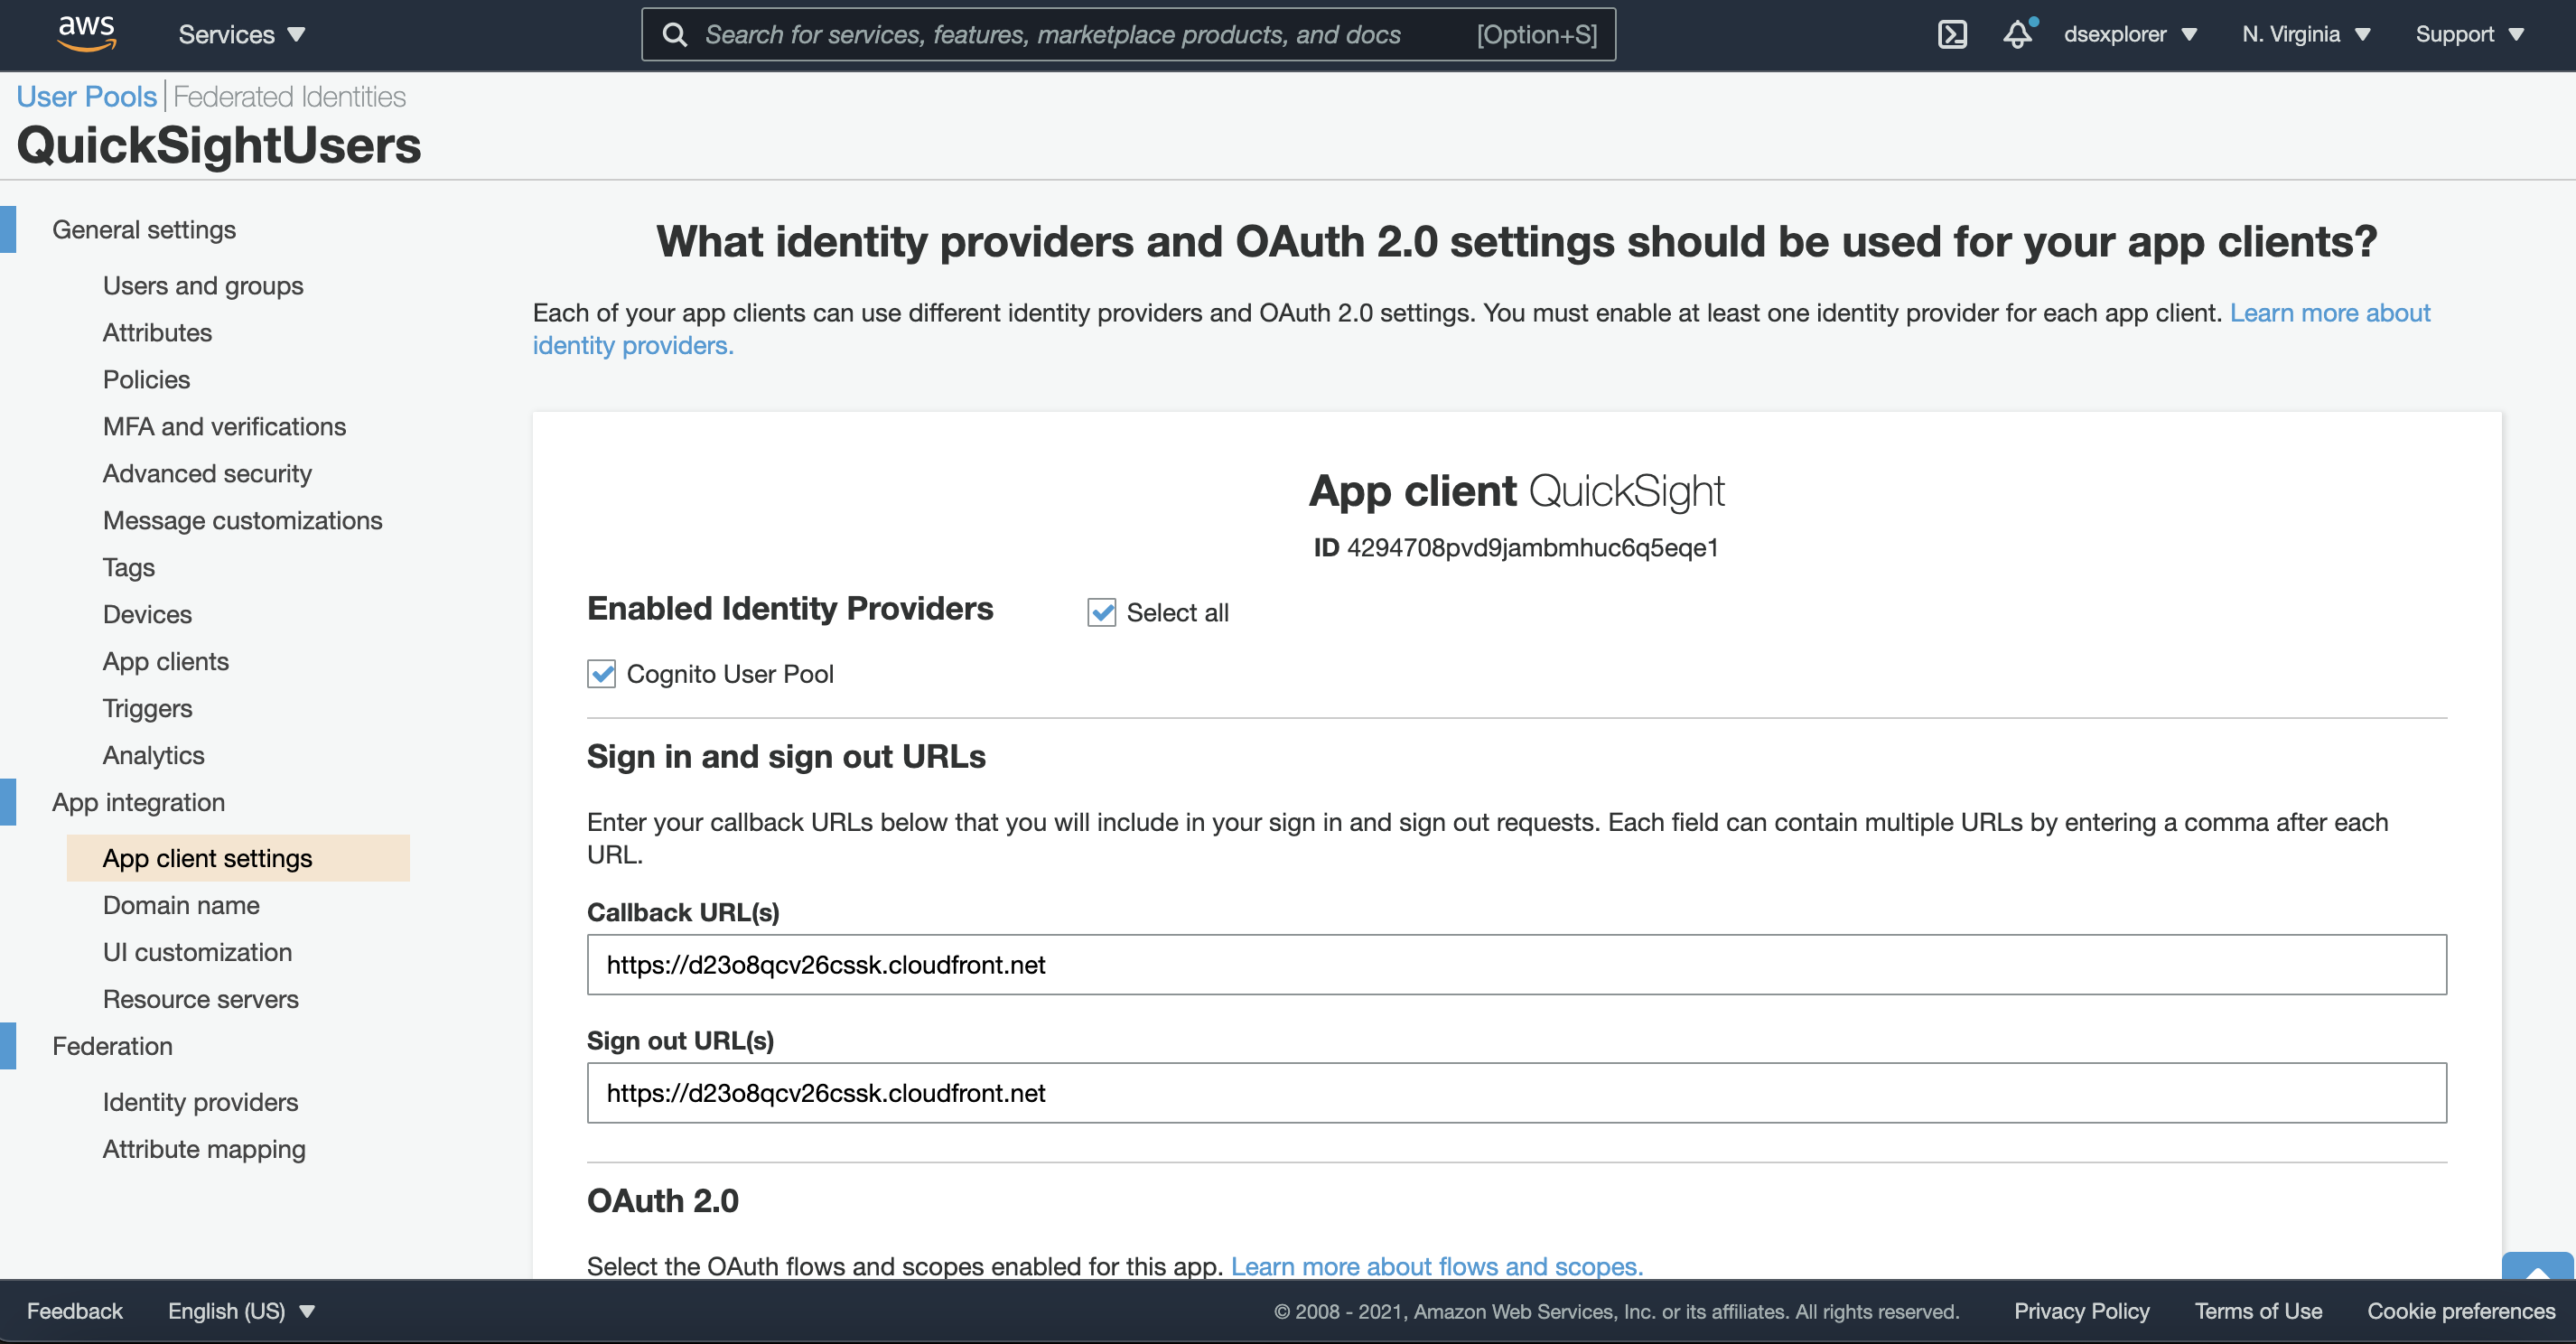 aws
Services
Search for services, features, marketplace products, and docs
[Option+S]
dsexplorer
N. Virginia
Support
User Pools | Federated Identities
QuickSightUsers
General settings
Users and groups
Attributes
Policies
MFA and verifications
Advanced security
Message customizations
Tags
Devices
App clients
Triggers
Analytics
App integration
App client settings
Domain name
UI customization
Resource servers
Federation
Identity providers
Attribute mapping
What identity providers and OAuth 2.0 settings should be used for your app clients?
Each of your app clients can use different identity providers and OAuth 2.0 settings. You must enable at least one identity provider for each app client. Learn more about
identity providers.
App client QuickSight
ID 4294708pvd9jambmhuc6q5eqe1
Enabled Identity Providers
Select all
Cognito User Pool
Sign in and sign out URLs
Enter your callback URLs below that you will include in your sign in and sign out requests. Each field can contain multiple URLs by entering a comma after each
URL.
Callback URL(s)
https://d23o8qcv26cssk.cloudfront.net
Sign out URL(s)
https://d23o8qcv26cssk.cloudfront.net
OAuth 2.0
Select the OAuth flows and scopes enabled for this app. Learn more about flows and scopes.
Feedback
English (US)
© 2008 - 2021, Amazon Web Services, Inc. or its affiliates. All rights reserved.
Privacy Policy
Terms of Use
Cookie preferences